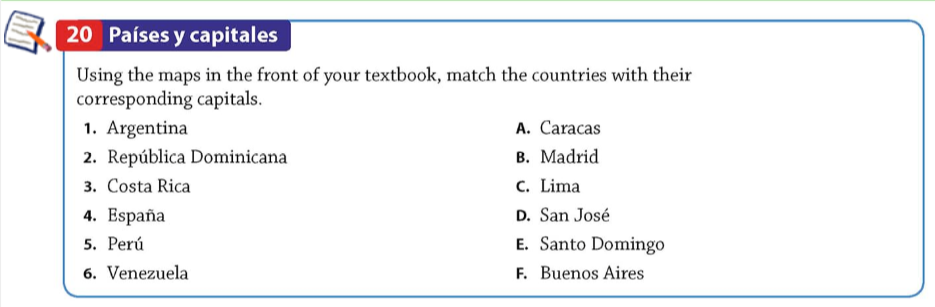 20 Países y capitales
Using the maps in the front of your textbook, match the countries with their
corresponding capitals.
1. Argentina
2. República Dominicana
3. Costa Rica
4. España
5. Perú
6. Venezuela
A. Caracas
B. Madrid
C. Lima
D. San José
E. Santo Domingo
F. Buenos Aires